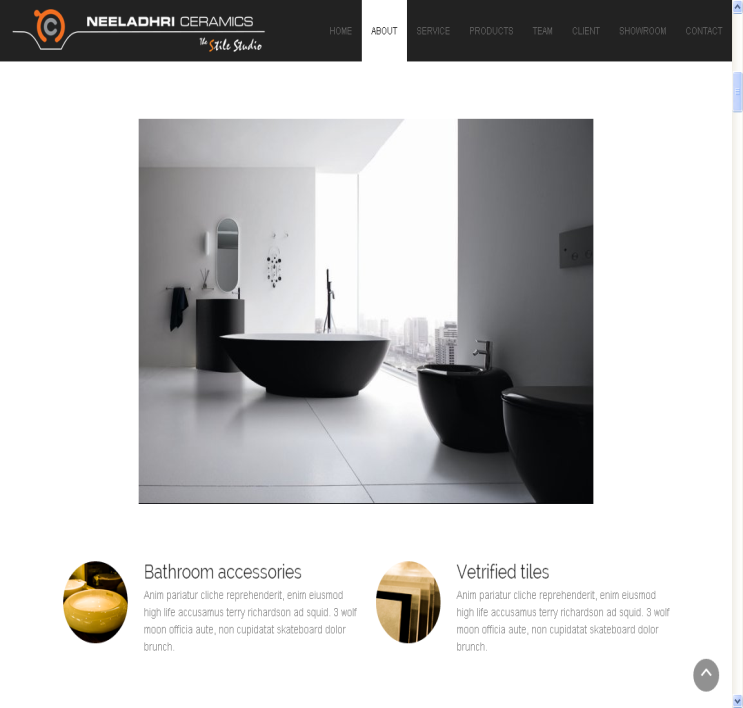 NEELADHRI CERAMICS
The Stile Studio
HOME ABOUT SERVICE PRODUCTS TEAM CLIENT SHOWROOM CONTACT
Bathroom accessories
Anim pariatur cliche reprehenderit, enim eiusmod
high life accusamus terry richardson ad squid. 3 wolf
moon officia aute, non cupidatat skateboard dolor
brunch.
Vetrified tiles
Anim pariatur cliche reprehenderit, enim eiusmod
high life accusamus terry richardson ad squid. 3 wolf
moon officia aute, non cupidatat skateboard dolor
brunch.